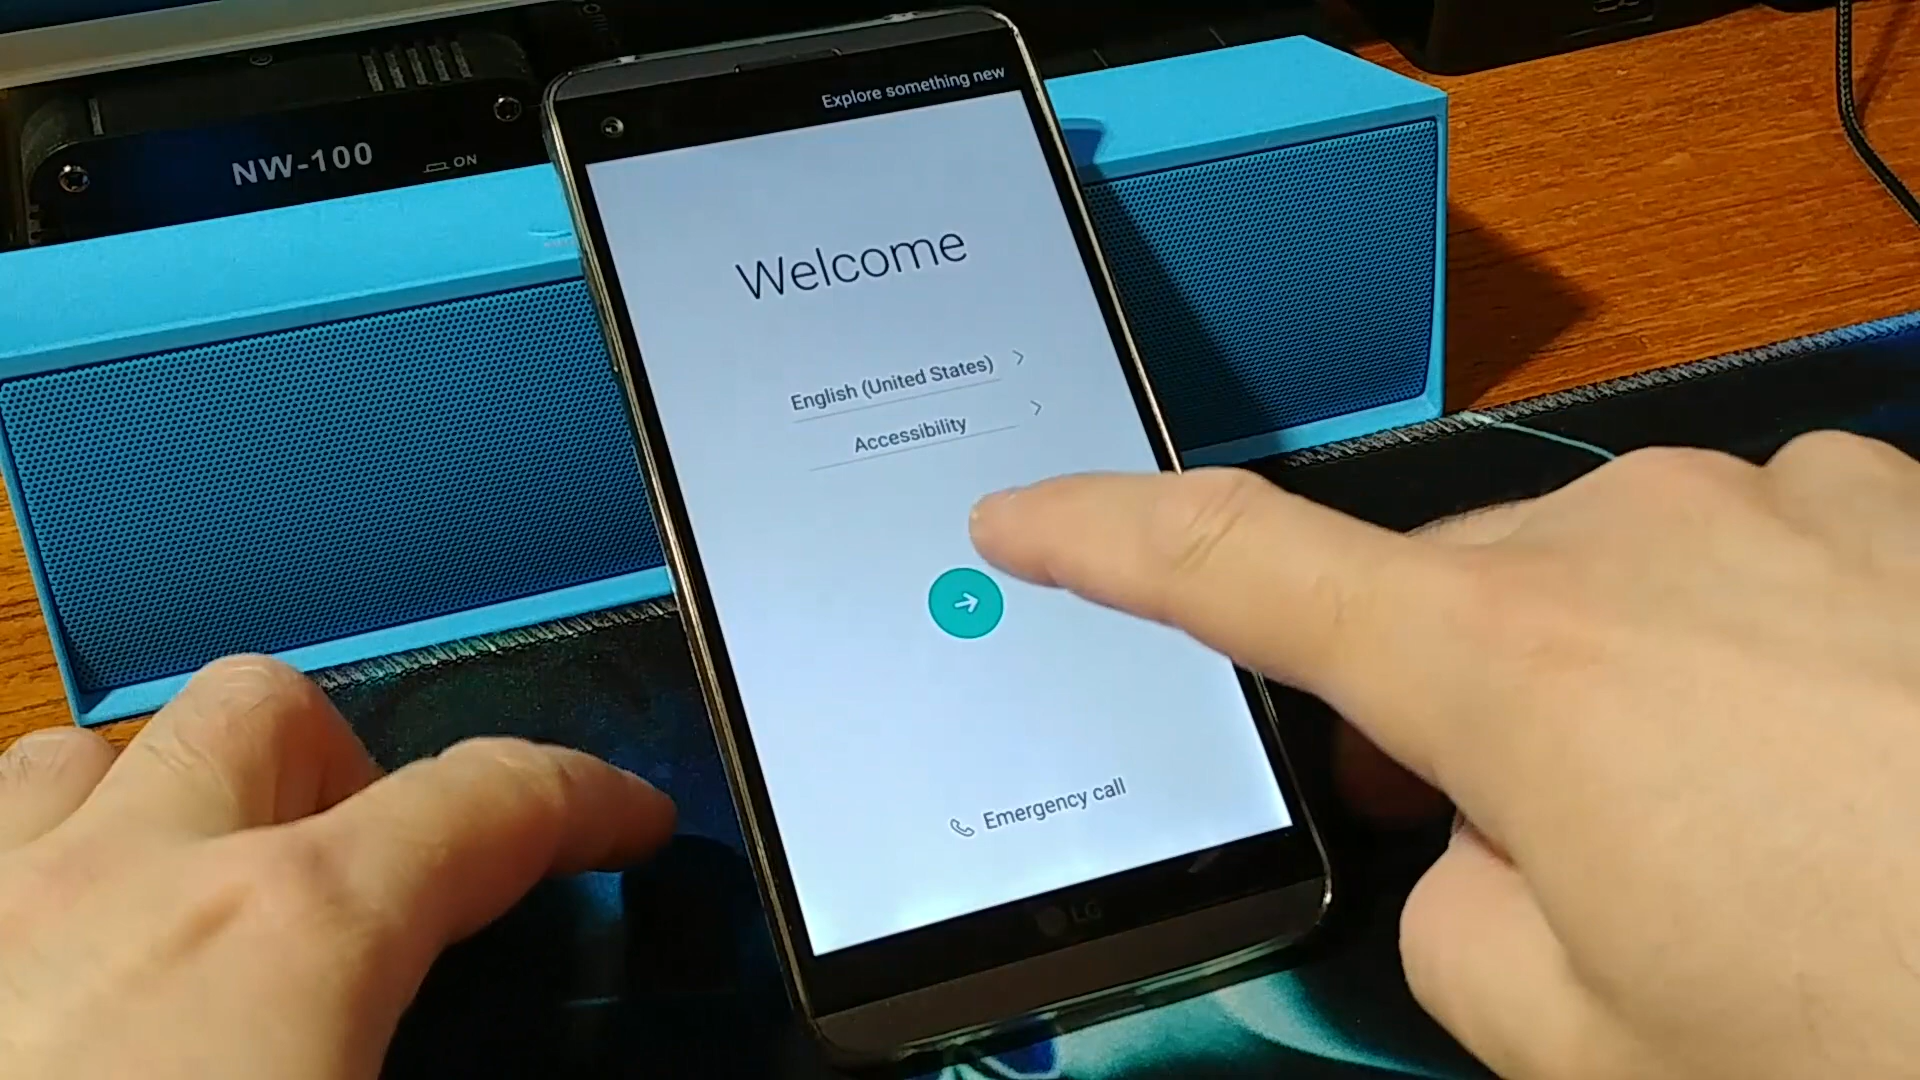 Explore something new
NW-100
ON
Welcome
English (United States)
Accessibility
Emergency call
LG